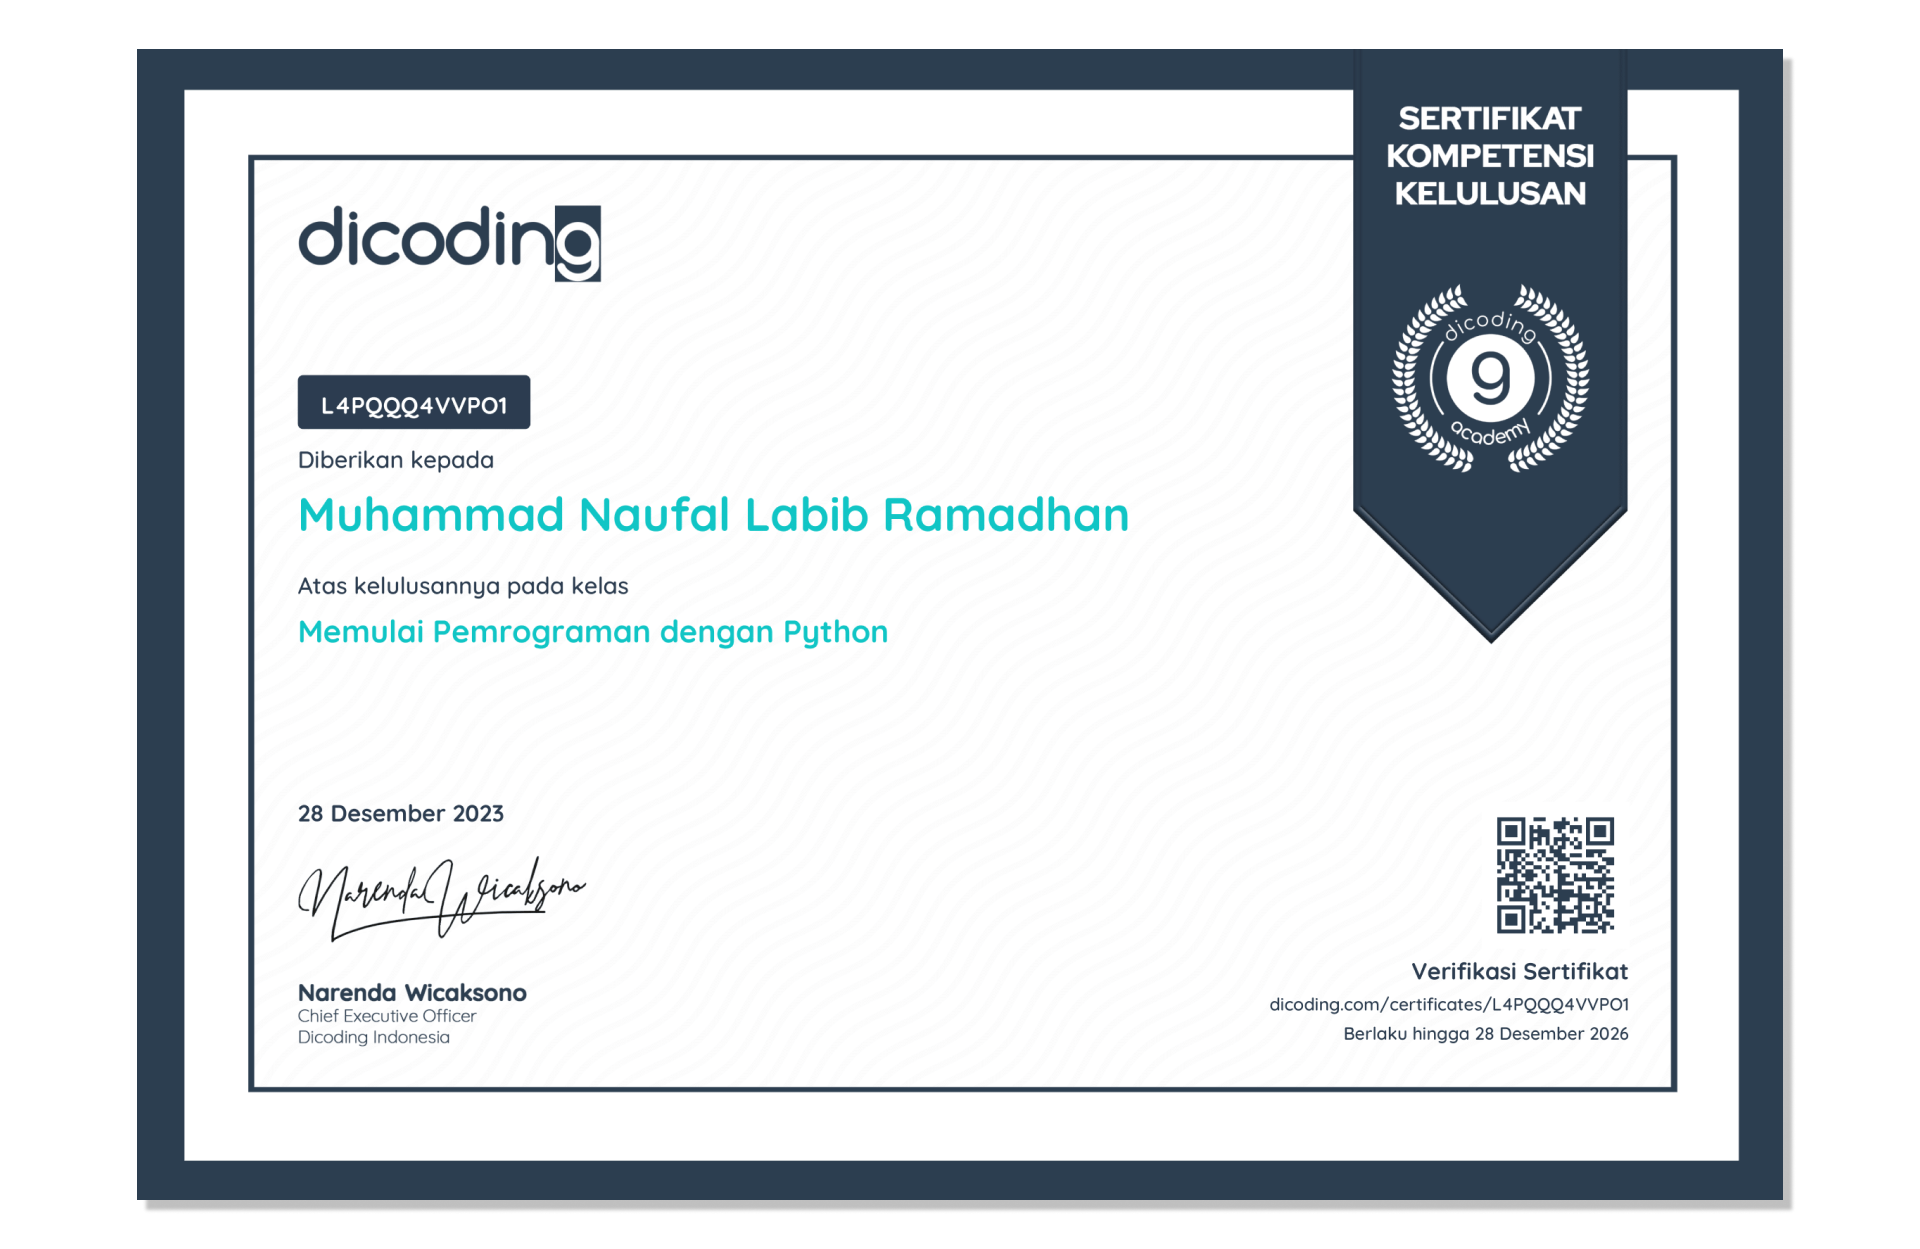 SERTIFIKAT
KOMPETENSI
KELULUSAN
dicoding
dicoding
9
academy
L4PQQQ4VVPO1
Diberikan kepada
Muhammad Naufal Labib Ramadhan
Atas kelulusannya pada kelas
Memulai Pemrograman dengan Python
28 Desember 2023
Narenda Wicaksono
Narenda Wicaksono
Chief Executive Officer
Dicoding Indonesia
Verifikasi Sertifikat
dicoding.com/certificates/L4PQQQ4VVPO1
Berlaku hingga 28 Desember 2026